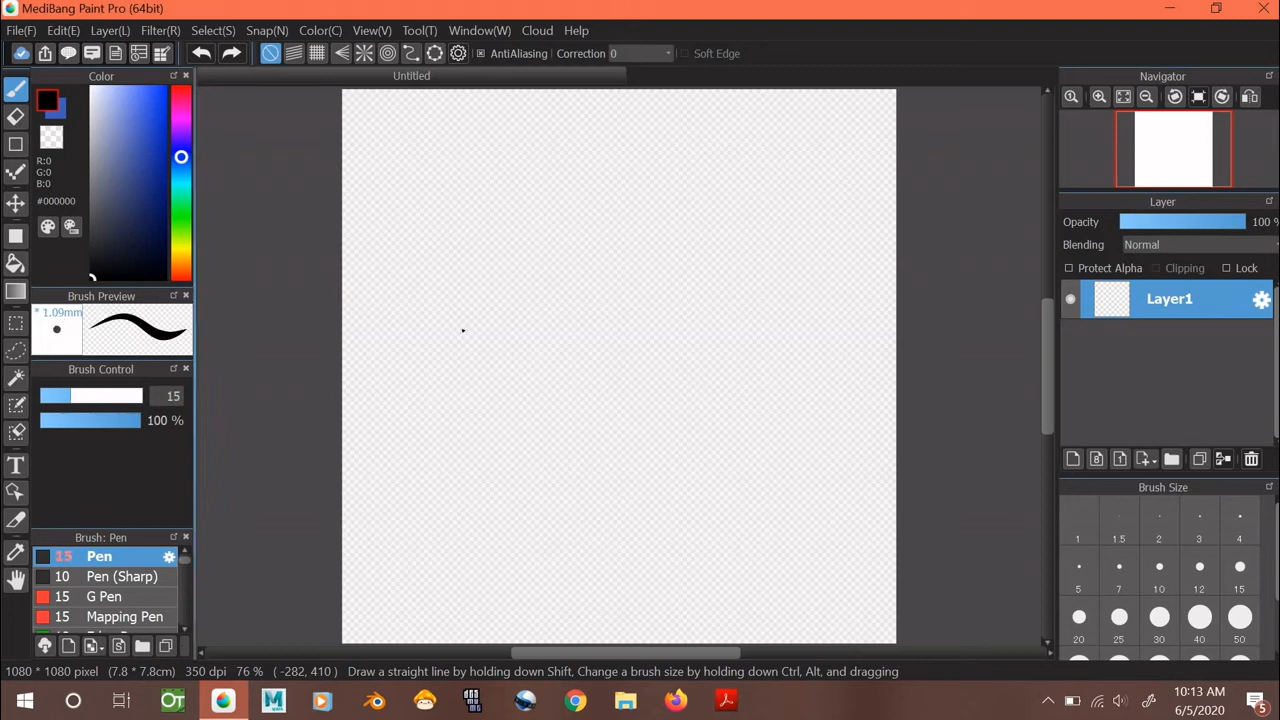 MediBang Paint Pro (64bit)
File(F) Edit(E) Layer(L) Filter(R) Select(S) Snap(N) Color(C) View(V) Tool(T) Window(W) Cloud Help
AntiAliasing Correction 0 Soft Edge
Color
Untitled
Navigator
R:0
G:0
B:0
#000000
Layer
Opacity 100 %
Blending Normal
Protect Alpha Clipping Lock
Layer1
Brush Preview
* 1.09mm
Brush Control
15
100 %
T
Brush: Pen
15 Pen
10 Pen (Sharp)
15 G Pen
15 Mapping Pen
Brush Size
1 1.5 2 3 4
5 7 10 12 15
20 25 30 40 50
1080 * 1080 pixel (7.8 * 7.8cm) 350 dpi 76 % ( -282, 410 ) Draw a straight line by holding down Shift, Change a brush size by holding down Ctrl, Alt, and dragging
OT
10:13 AM
6/5/2020
5